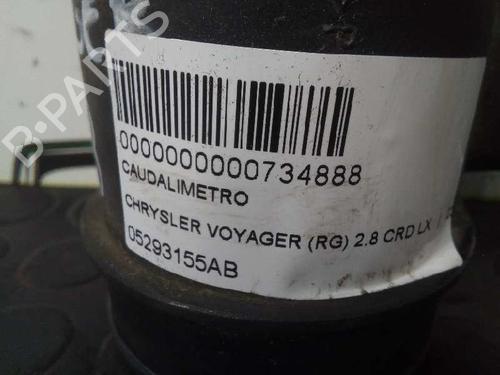 B-PARTS
0000000000734888
CAUDALIMETRO
CHRYSLER VOYAGER (RG) 2.8 CRD LX |
05293155AB